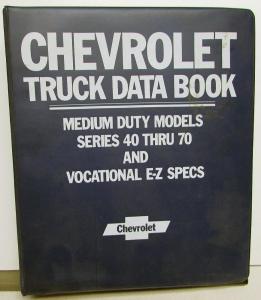 CHEVROLET
TRUCK DATA BOOK
MEDIUM DUTY MODELS
SERIES 40 THRU 70
AND
VOCATIONAL E-Z SPECS
Chevrolet